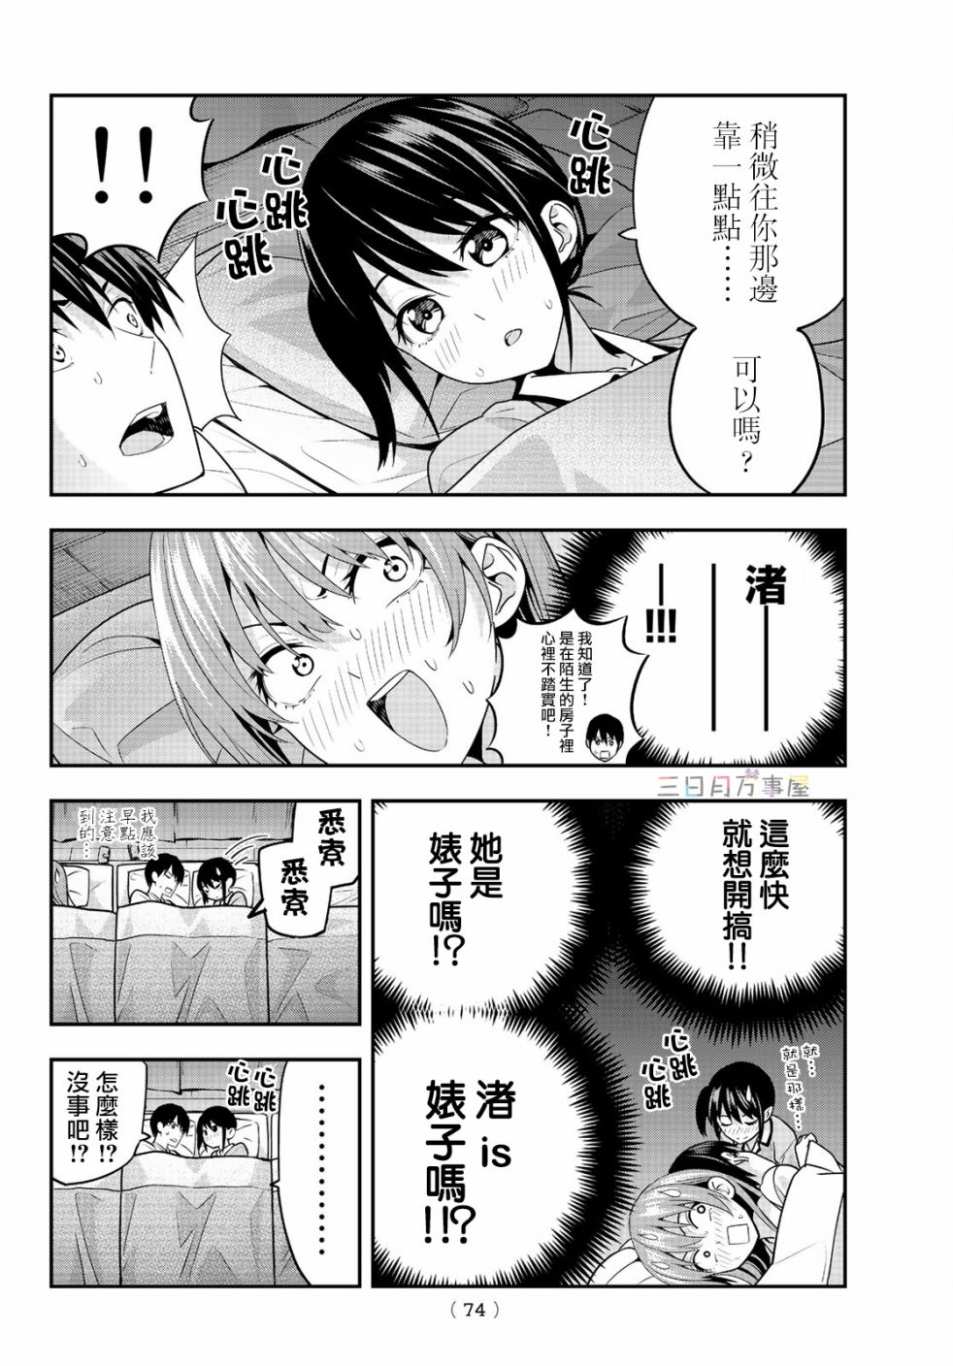 稍微往你那邊
靠一點點……
可以嗎？
心跳
心跳
心跳
！！
渚
———!!!
我知道了！
是在陌生的房子裡
心裡不踏實吧！
三日月万事屋
這麼快
就想開搞!!
她是
婊子嗎!?
渚is
婊子嗎!!?
心跳
心跳
就…
就是那樣…
悉索
悉索
我應該
早點
注意
到的…
…………
心跳
心跳
怎麼樣!?
沒事吧!?
（74）